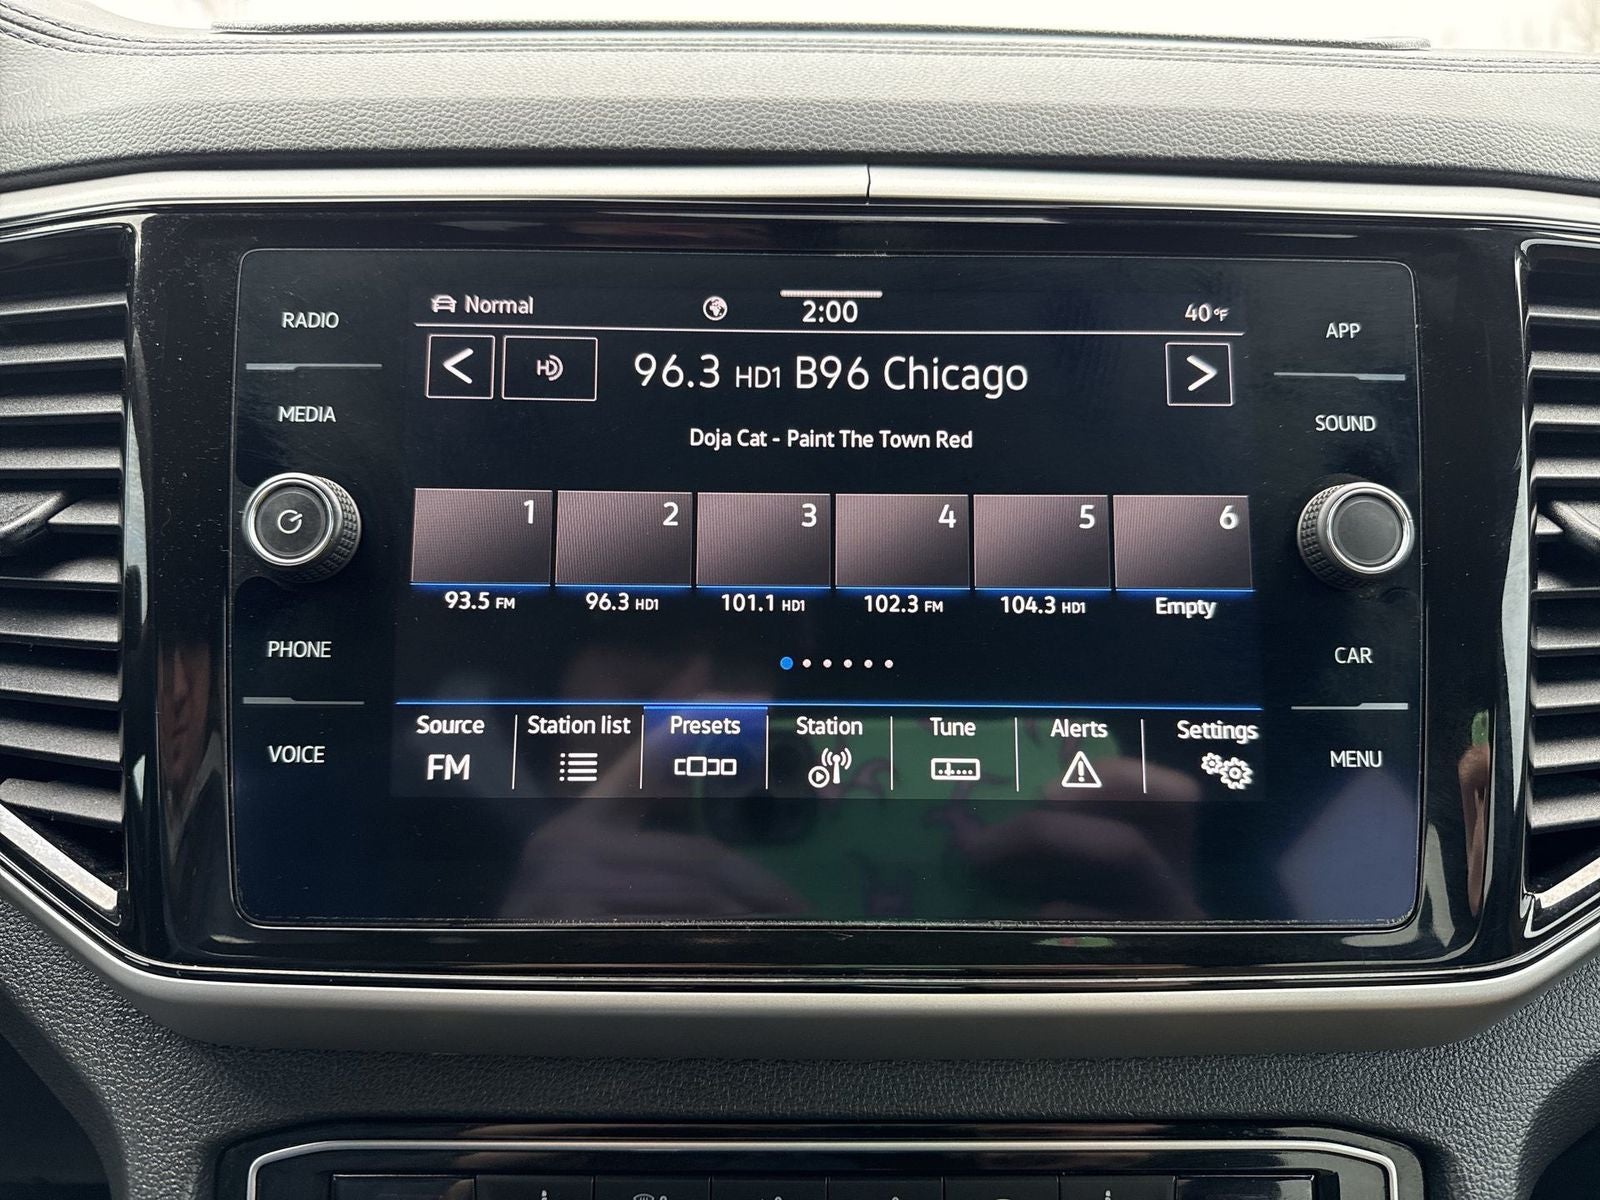 RADIO
MEDIA
PHONE
VOICE
Normal
2:00
40°F
HD
96.3 HD1 B96 Chicago
Doja Cat - Paint The Town Red
1 2 3 4 5 6
93.5 FM 96.3 HD1 101.1 HD1 102.3 FM 104.3 HD1 Empty
Source Station list Presets Station Tune Alerts Settings
FM
APP
SOUND
CAR
MENU